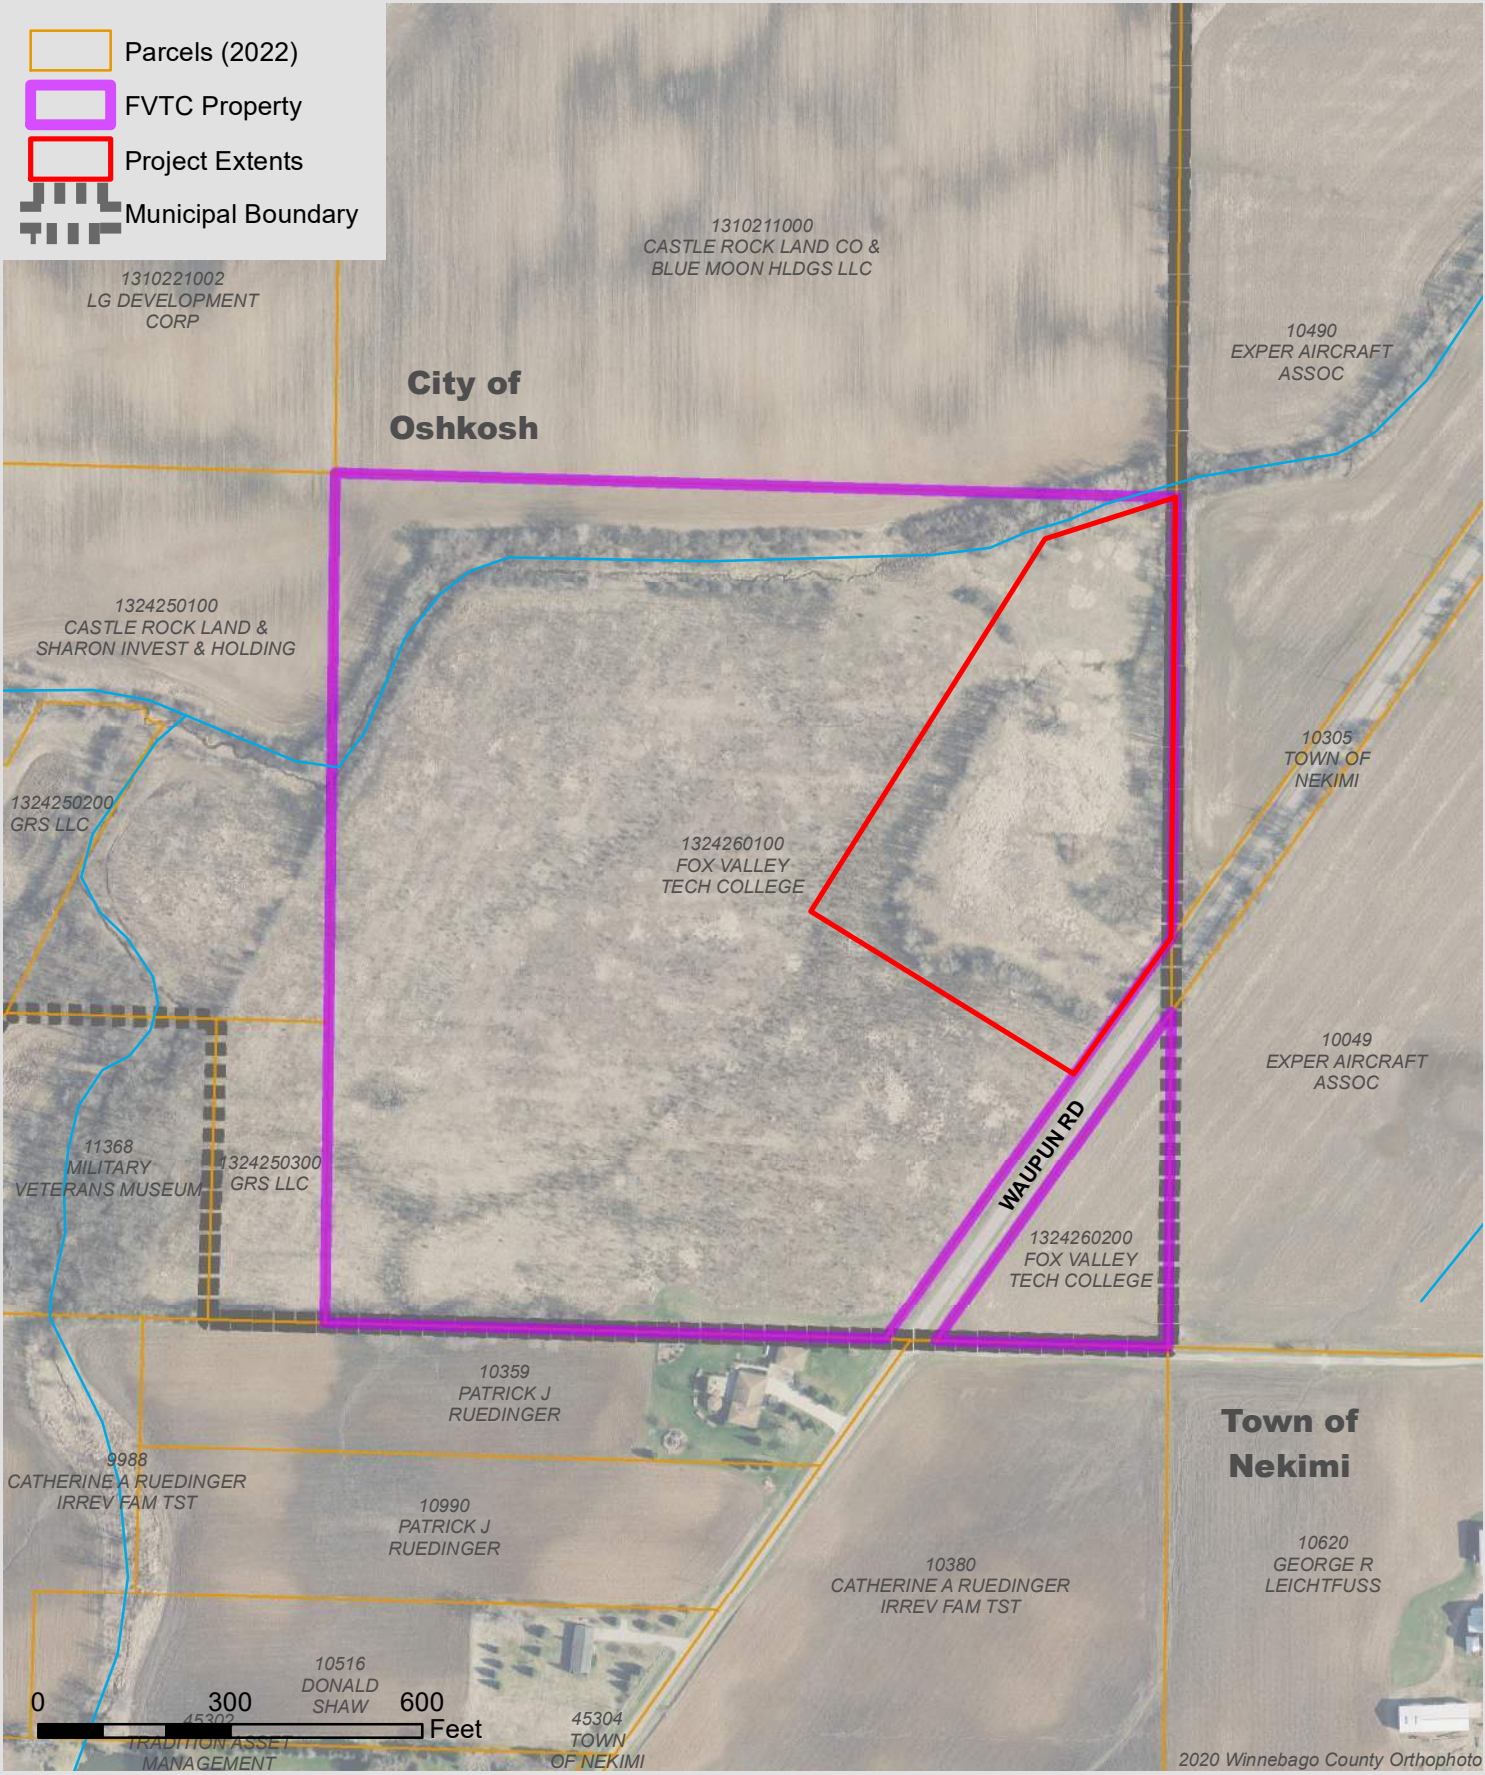 Parcels (2022)
FVTC Property
Project Extents
Municipal Boundary
1310211000
CASTLE ROCK LAND CO &
BLUE MOON HLDGS LLC
1310221002
LG DEVELOPMENT
CORP
10490
EXPER AIRCRAFT
ASSOC
City of
Oshkosh
1324250100
CASTLE ROCK LAND &
SHARON INVEST & HOLDING
10305
TOWN OF
NEKIMI
1324250200
GRS LLC
1324260100
FOX VALLEY
TECH COLLEGE
10049
EXPER AIRCRAFT
ASSOC
WAUPUN RD
11368
MILITARY
VETERANS MUSEUM
1324250300
GRS LLC
1324260200
FOX VALLEY
TECH COLLEGE
10359
PATRICK J
RUEDINGER
Town of
Nekimi
9988
CATHERINE A RUEDINGER
IRREV FAM TST
10990
PATRICK J
RUEDINGER
10380
CATHERINE A RUEDINGER
IRREV FAM TST
10620
GEORGE R
LEICHTFUSS
10516
DONALD
SHAW
0 300 600
Feet
45302
TRADITION ASSET
MANAGEMENT
45304
TOWN
OF NEKIMI
2020 Winnebago County Orthophoto